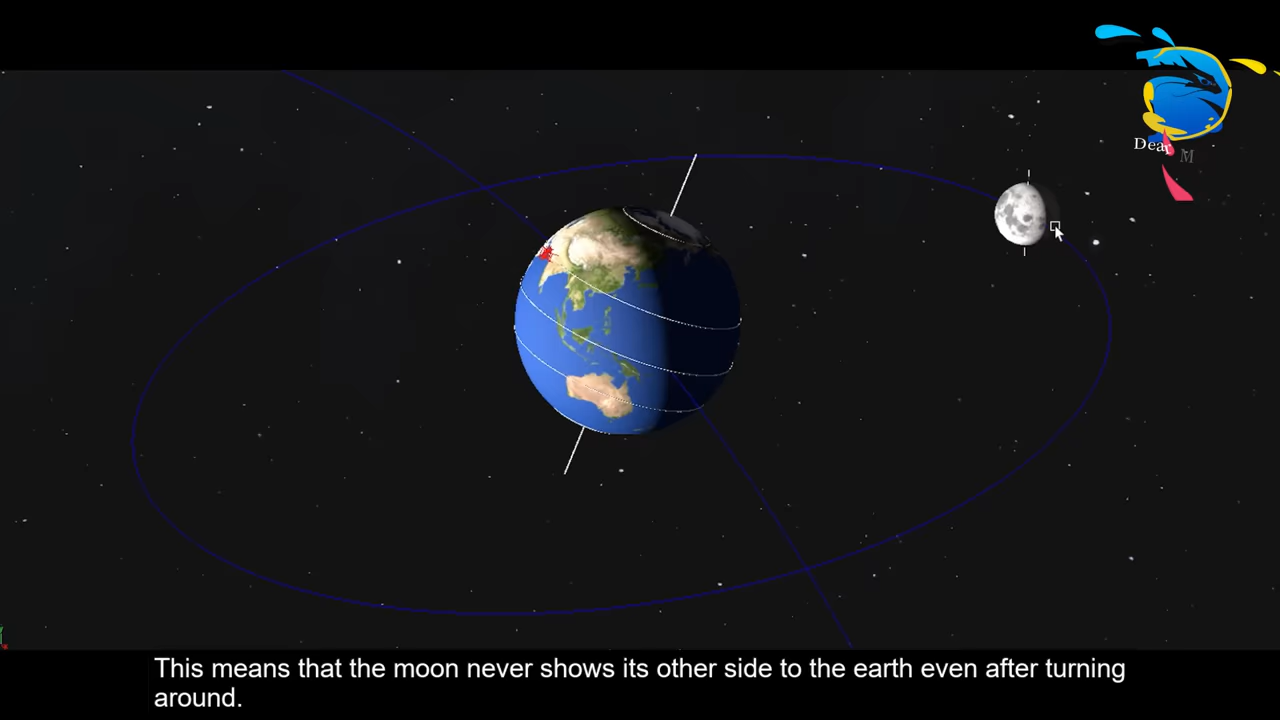 Dear M
This means that the moon never shows its other side to the earth even after turning
around.